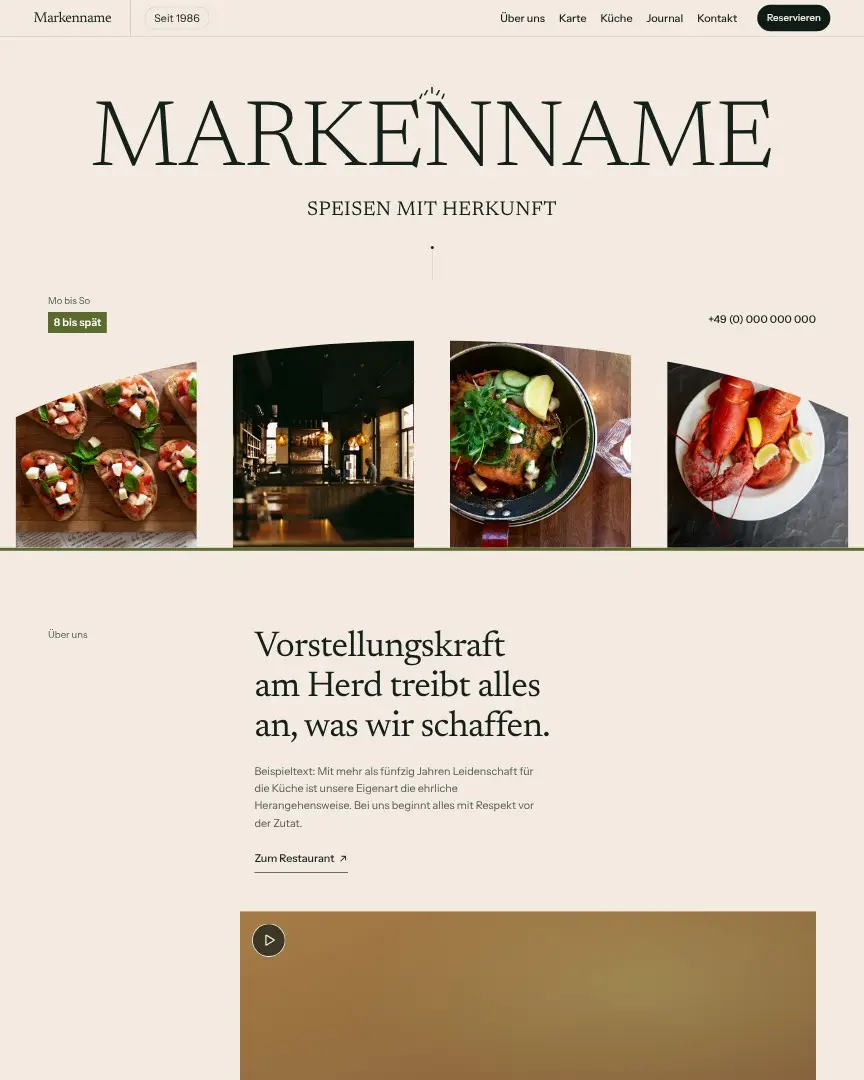 Markenname
Seit 1986
Über uns
Karte
Küche
Journal
Kontakt
Reservieren
MARKENNAME
SPEISEN MIT HERKUNFT
Mo bis So
8 bis spät
+49 (0) 000 000 000
Über uns
Vorstellungskraft
am Herd treibt alles
an, was wir schaffen.
Beispieltext: Mit mehr als fünfzig Jahren Leidenschaft für
die Küche ist unsere Eigenart die ehrliche
Herangehensweise. Bei uns beginnt alles mit Respekt vor
der Zutat.
Zum Restaurant